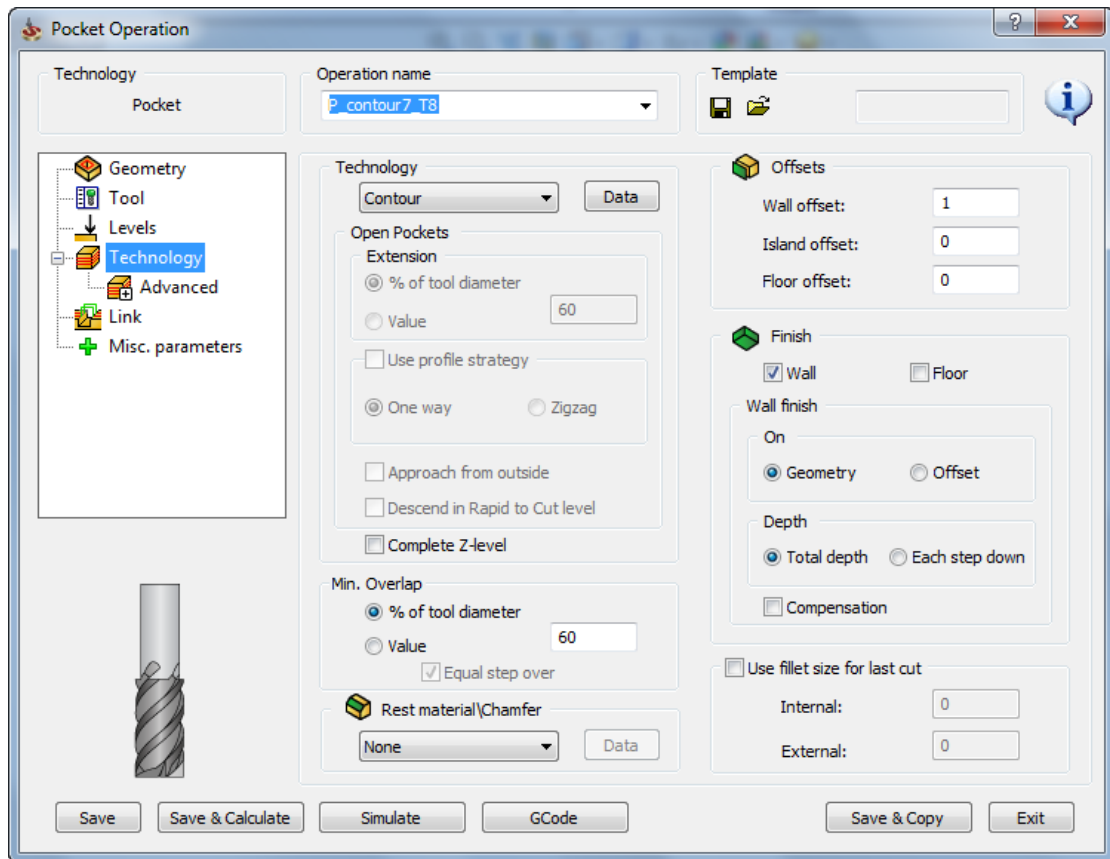 Pocket Operation
Technology
Pocket
Operation name
P_contour7_T8
Template
Geometry
Tool
Levels
Technology
Advanced
Link
Misc. parameters
Technology
Contour
Data
Open Pockets
Extension
% of tool diameter
Value
60
Use profile strategy
One way
Zigzag
Approach from outside
Descend in Rapid to Cut level
Complete Z-level
Min. Overlap
% of tool diameter
Value
60
Equal step over
Rest material\Chamfer
None
Data
Offsets
Wall offset:
1
Island offset:
0
Floor offset:
0
Finish
Wall
Floor
Wall finish
On
Geometry
Offset
Depth
Total depth
Each step down
Compensation
Use fillet size for last cut
Internal:
0
External:
0
Save
Save & Calculate
Simulate
GCode
Save & Copy
Exit